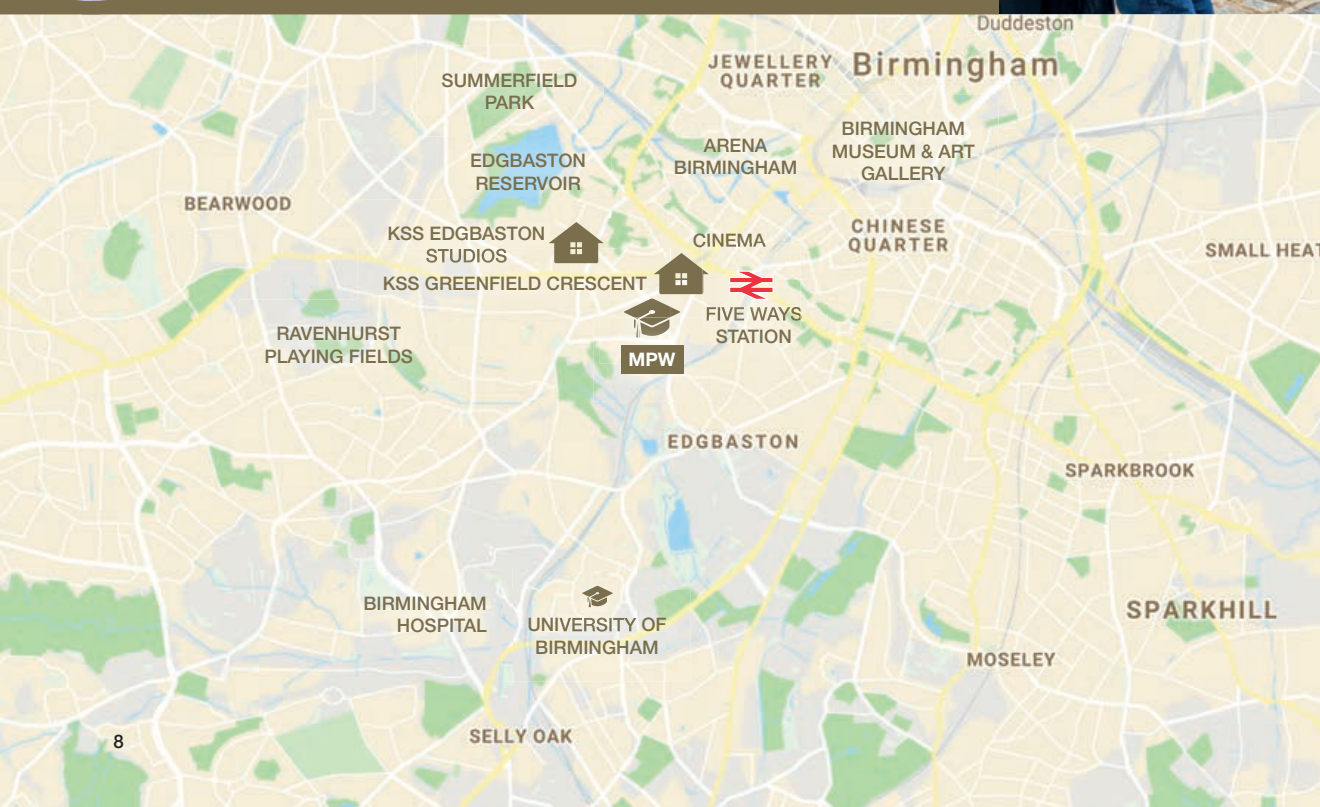 Duddeston
JEWELLERY
QUARTER
Birmingham
SUMMERFIELD
PARK
BIRMINGHAM
MUSEUM & ART
GALLERY
ARENA
BIRMINGHAM
EDGBASTON
RESERVOIR
BEARWOOD
CHINESE
QUARTER
KSS EDGBASTON
STUDIOS
CINEMA
SMALL HEAT
KSS GREENFIELD CRESCENT
FIVE WAYS
STATION
RAVENHURST
PLAYING FIELDS
MPW
EDGBASTON
SPARKBROOK
BIRMINGHAM
HOSPITAL
UNIVERSITY OF
BIRMINGHAM
SPARKHILL
MOSELEY
SELLY OAK
8